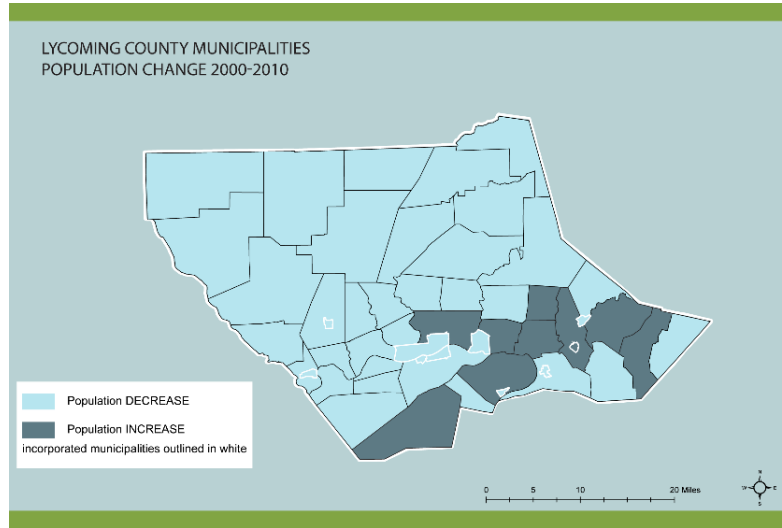 LYCOMING COUNTY MUNICIPALITIES
POPULATION CHANGE 2000-2010
Population DECREASE
Population INCREASE
incorporated municipalities outlined in white
0 5 10 20 Miles
N
W E
S